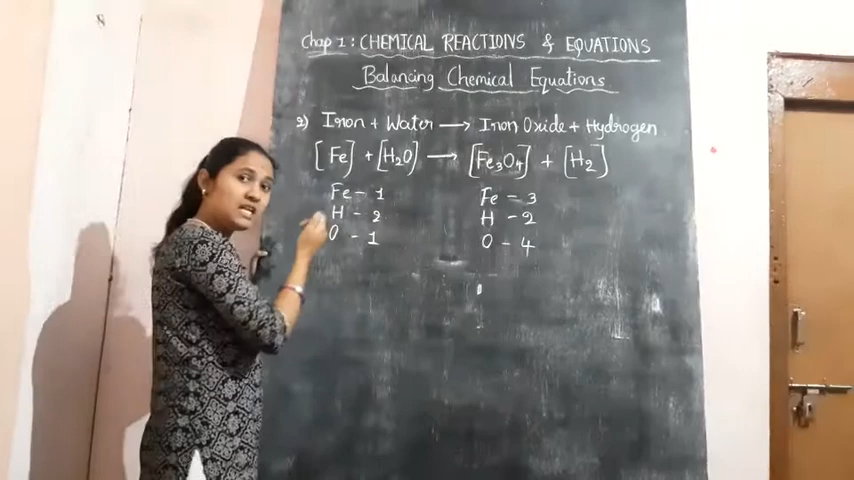 Chap 1: CHEMICAL REACTIONS & EQUATIONS
Balancing Chemical Equations
2) Iron + Water → Iron Oxide + Hydrogen
[Fe] + [H₂O] → [Fe₃O₄] + [H₂]
Fe - 1 Fe - 3
H - 2 H - 2
O - 1 O - 4